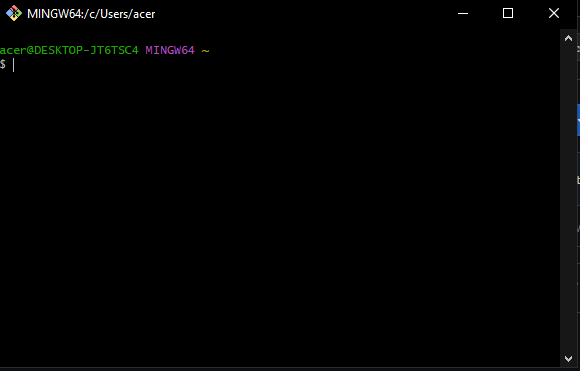 MINGW64:/c/Users/acer
acer@DESKTOP-JT6TSC4 MINGW64 ~
$